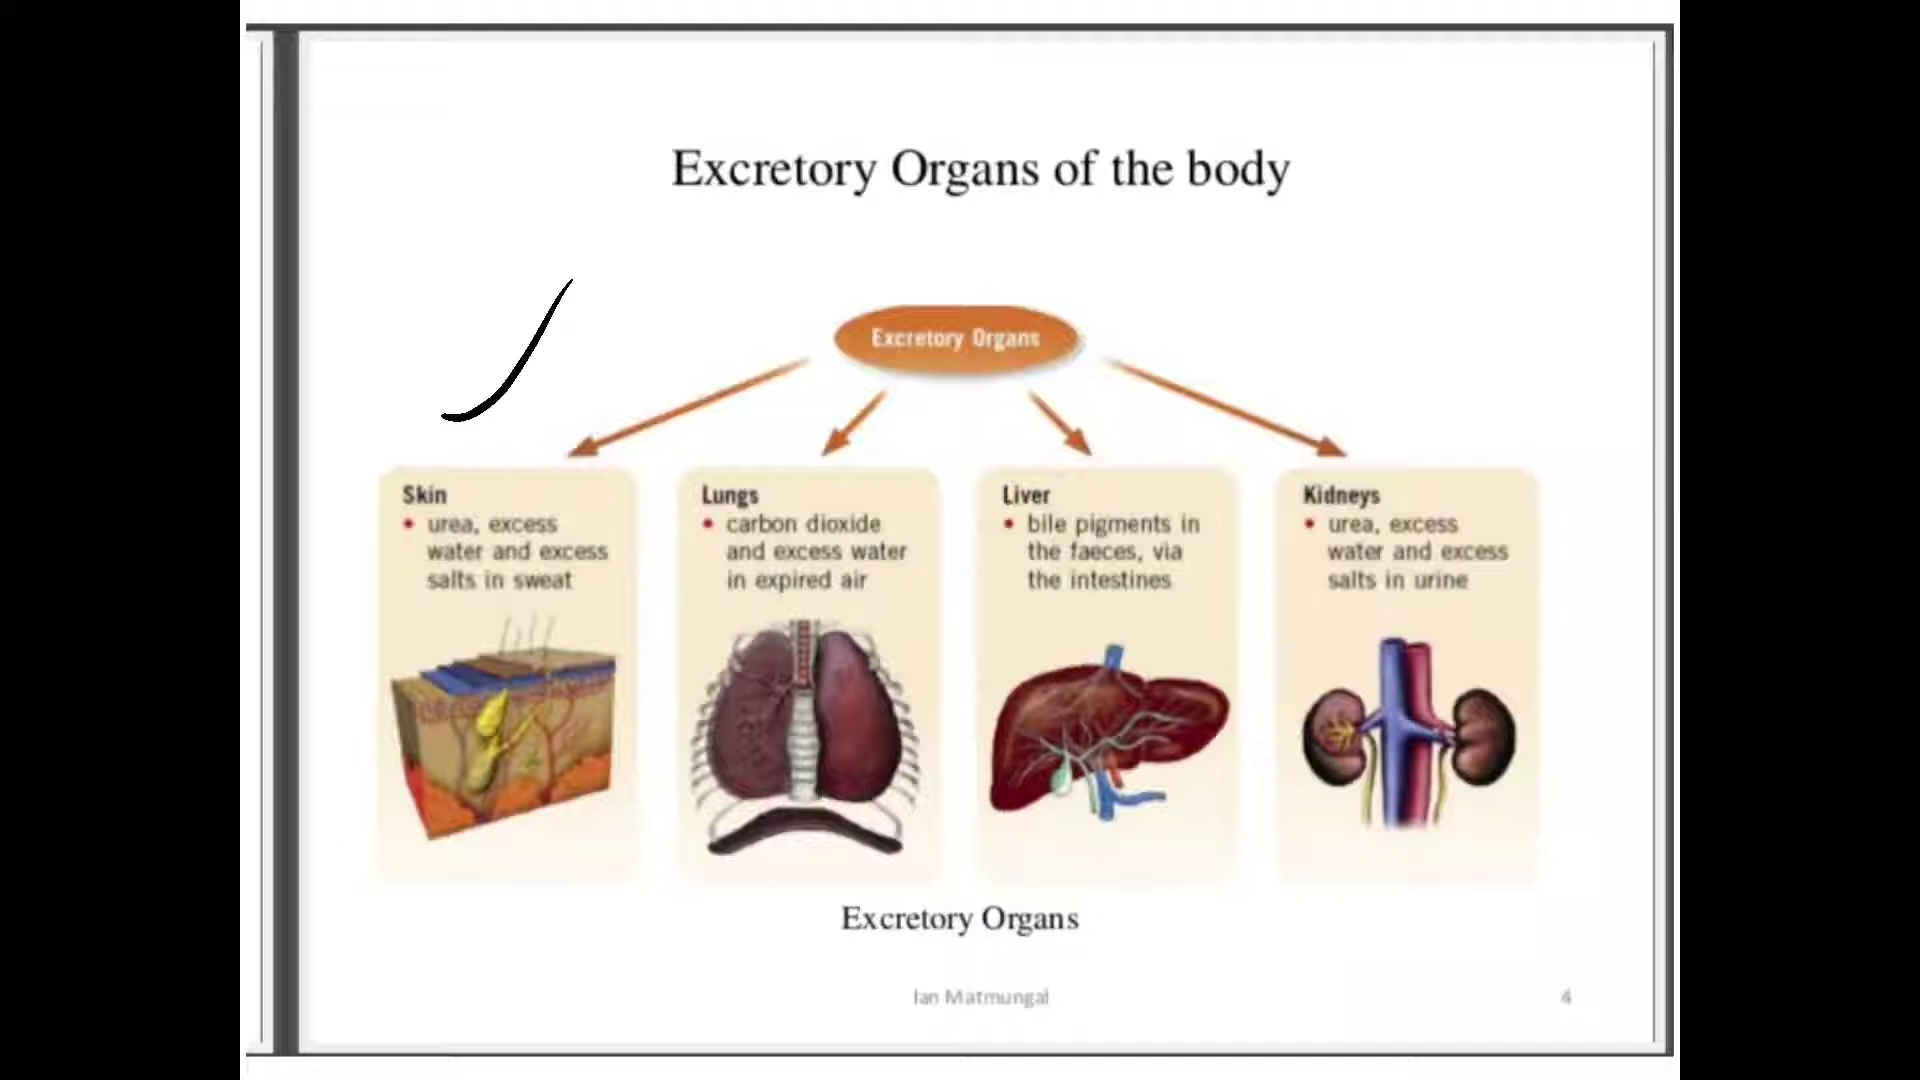 Excretory Organs of the body
Excretory Organs
Skin
• urea, excess
water and excess
salts in sweat
Lungs
• carbon dioxide
and excess water
in expired air
Liver
• bile pigments in
the faeces, via
the intestines
Kidneys
• urea, excess
water and excess
salts in urine
Excretory Organs
Ian Matmungal
4